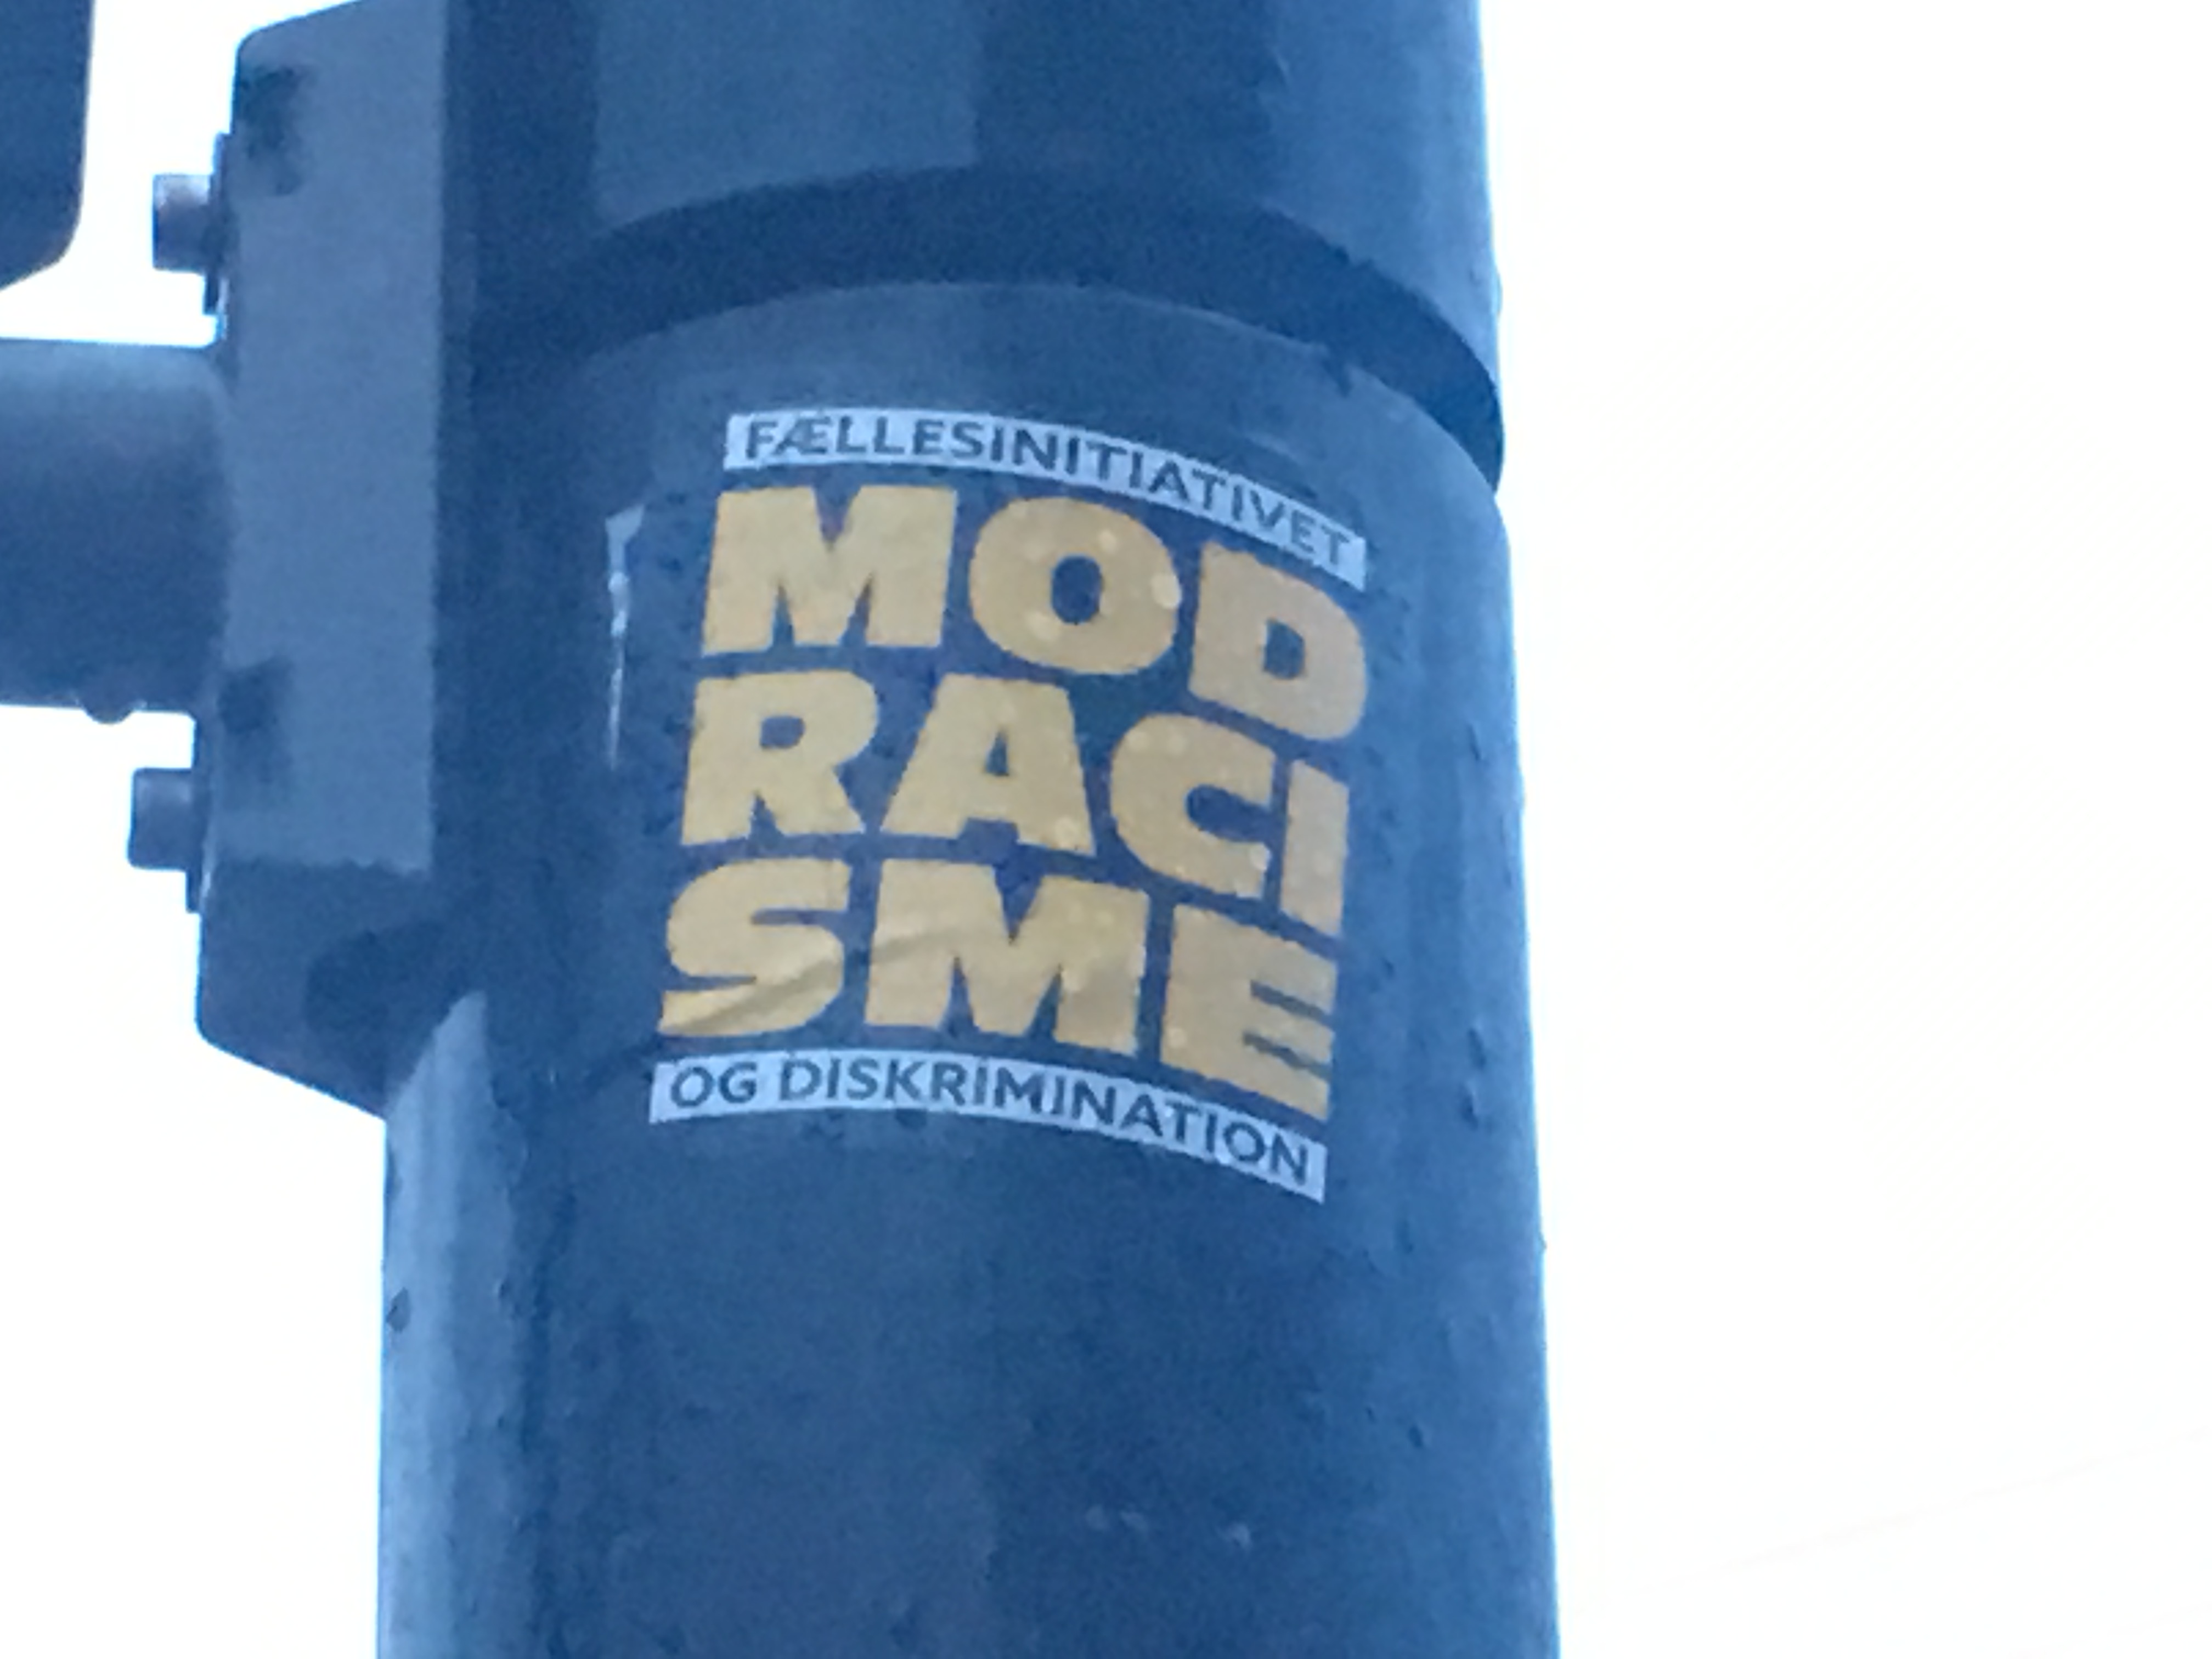 FÆLLESINITIATIVET
MOD
RACI
SME
OG DISKRIMINATION